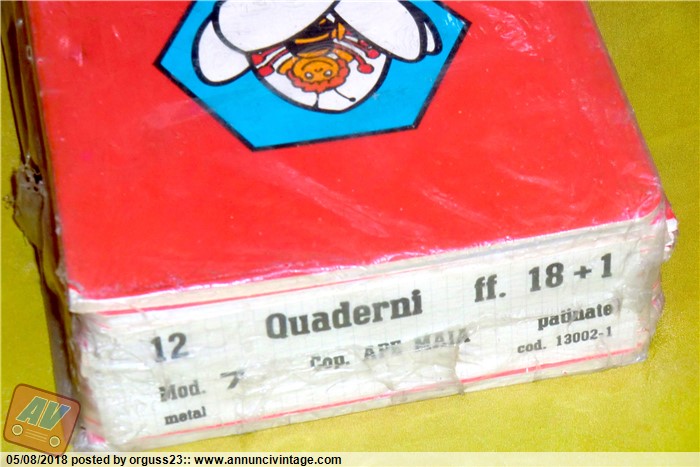 12 Quaderni ff. 18 + 1
Mod. 7 Cop. APE MAIA patinate
metal cod. 13002-1
AV
05/08/2018 posted by orguss23:: www.annuncivintage.com